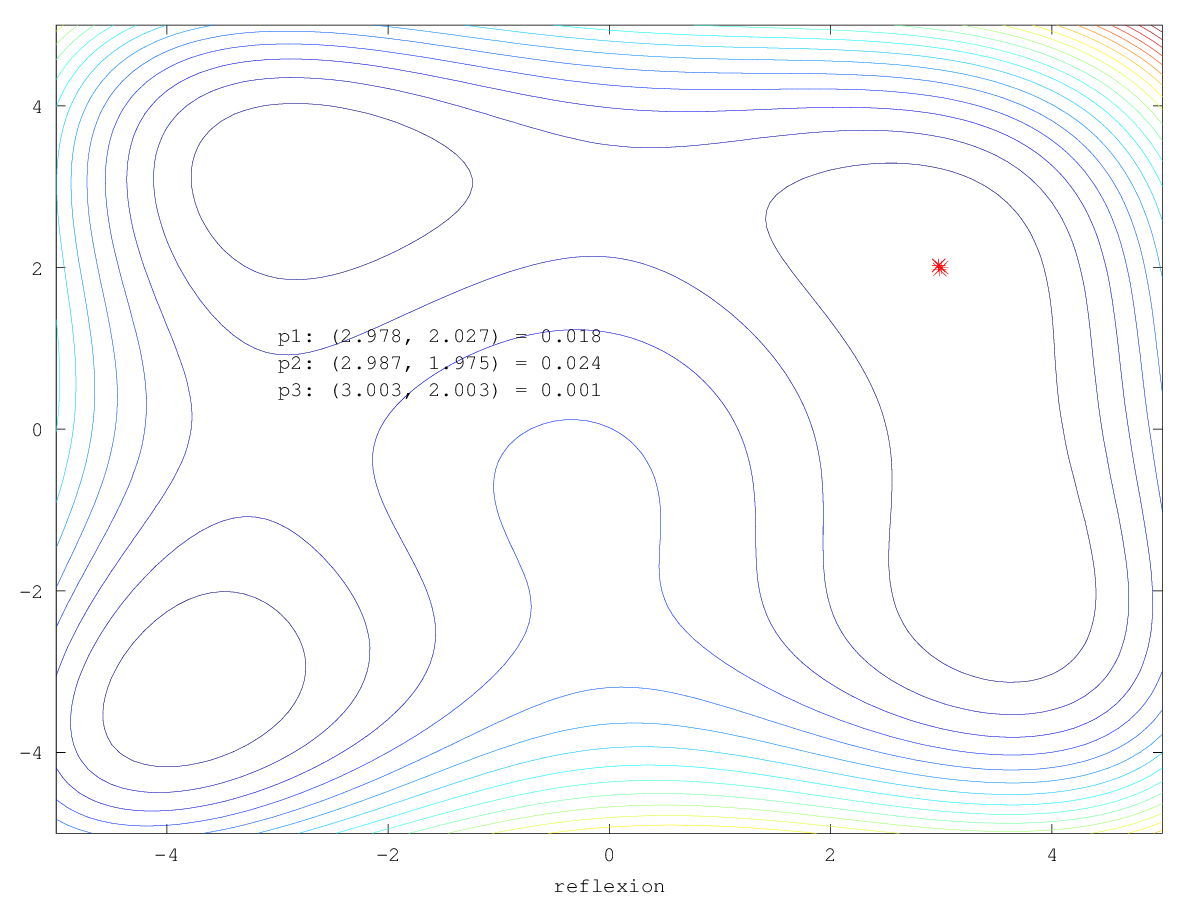 4
2
p1: (2.978, 2.027) = 0.018
p2: (2.987, 1.975) = 0.024
p3: (3.003, 2.003) = 0.001
0
-2
-4
-4 -2 0 2 4
reflexion